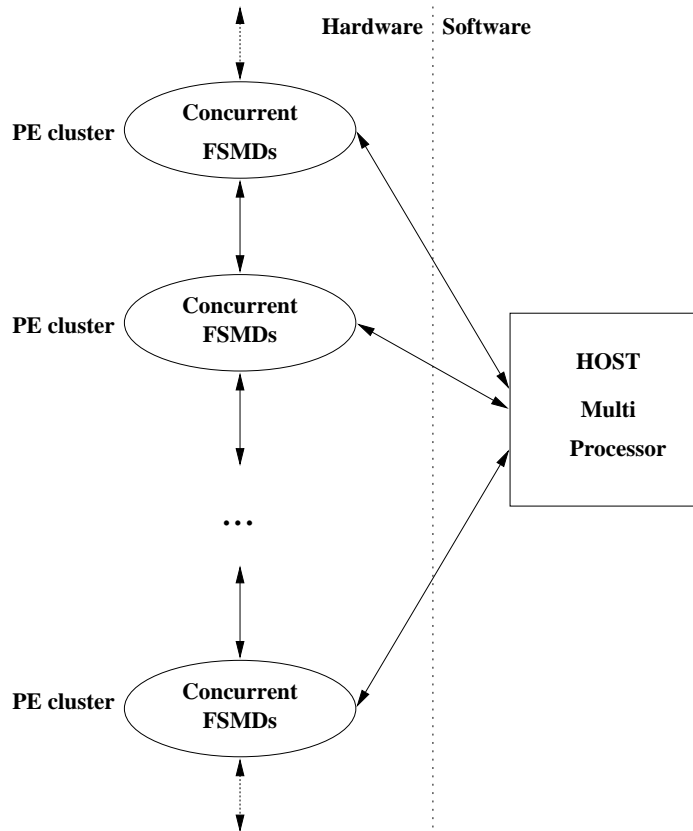 Hardware Software
Concurrent
FSMDs
PE cluster
Concurrent
FSMDs
PE cluster
HOST
Multi
Processor
...
Concurrent
FSMDs
PE cluster